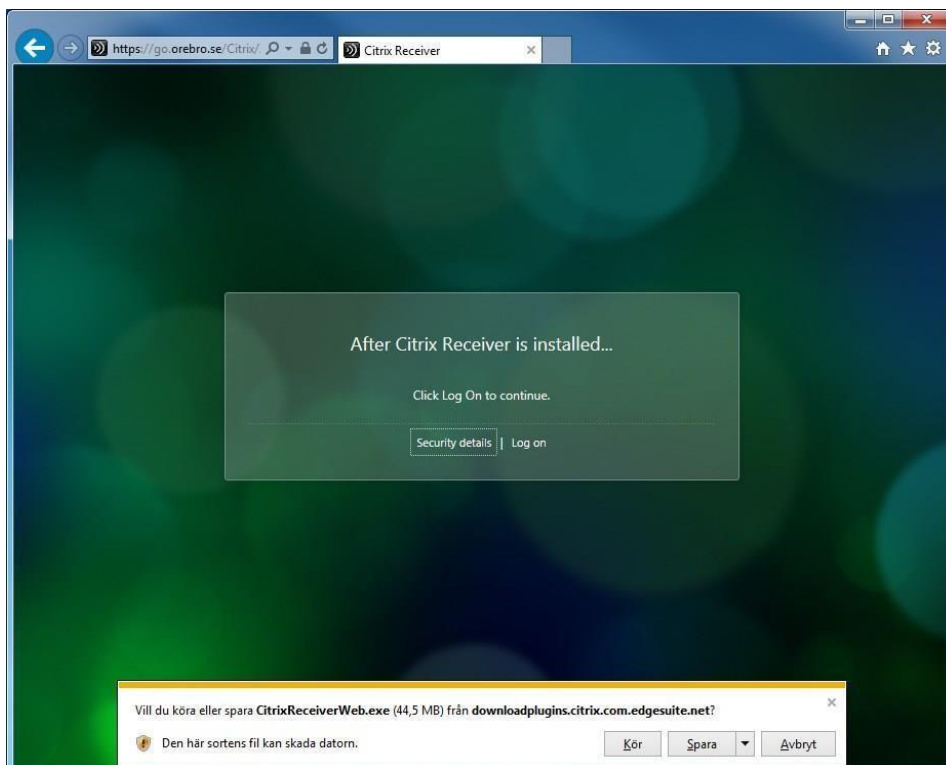 https://go.orebro.se/Citrix/.
Citrix Receiver
After Citrix Receiver is installed...
Click Log On to continue.
Security details | Log on
Vill du köra eller spara CitrixReceiverWeb.exe (44,5 MB) från downloadplugins.citrix.com.edgesuite.net?
Den här sortens fil kan skada datorn.
Kör
Spara
Avbryt